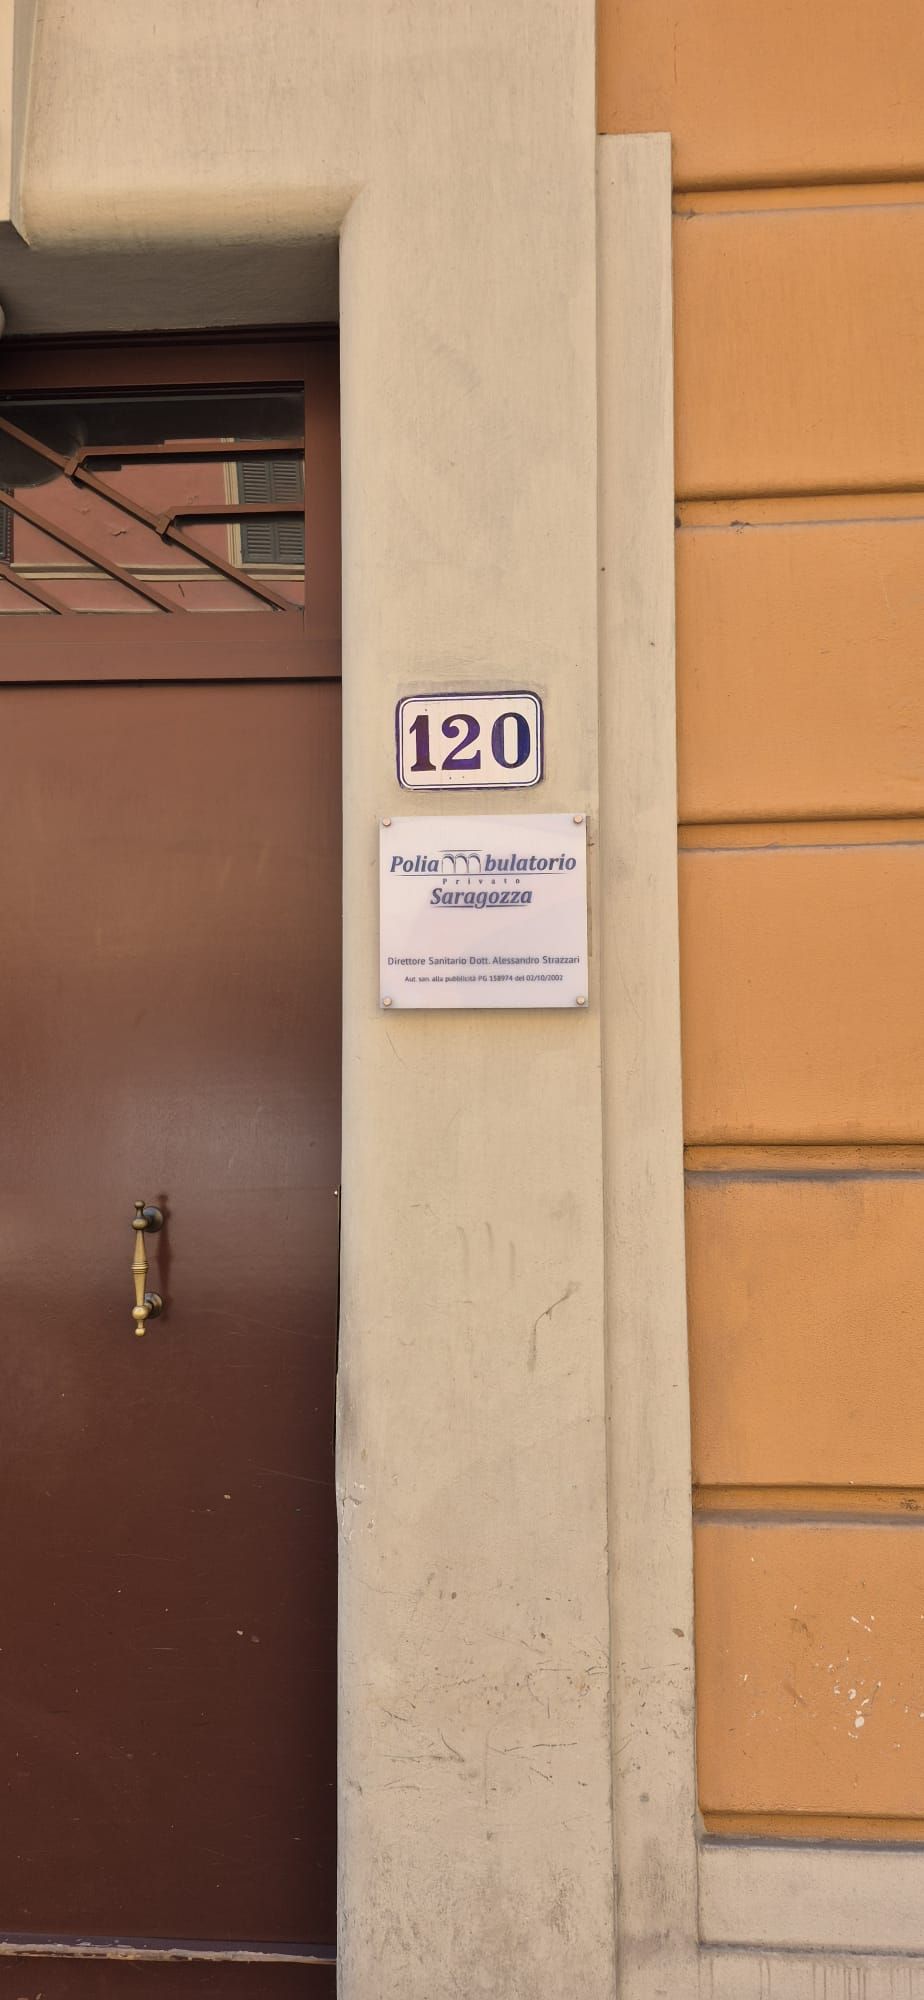 120
Poliambulatorio
Privato
Saragozza
Direttore Sanitario Dott. Alessandro Strazzari
Aut. san. alla pubblicità PG 158974 del 02/10/2002